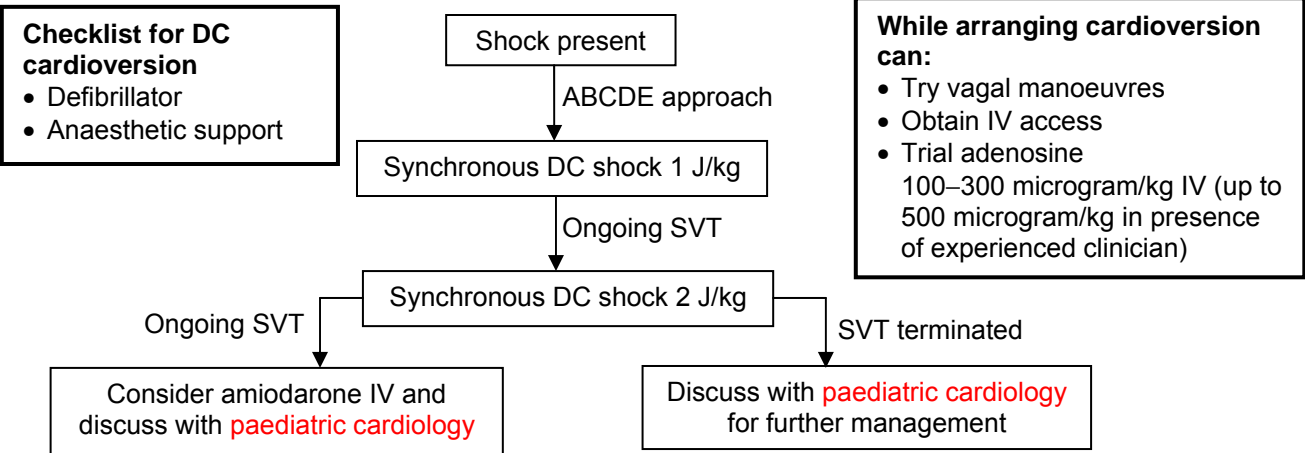 Checklist for DC
cardioversion
• Defibrillator
• Anaesthetic support
Shock present
ABCDE approach
Synchronous DC shock 1 J/kg
Ongoing SVT
Synchronous DC shock 2 J/kg
Ongoing SVT
SVT terminated
Consider amiodarone IV and
discuss with paediatric cardiology
Discuss with paediatric cardiology
for further management
While arranging cardioversion
can:
• Try vagal manoeuvres
• Obtain IV access
• Trial adenosine
100–300 microgram/kg IV (up to
500 microgram/kg in presence
of experienced clinician)